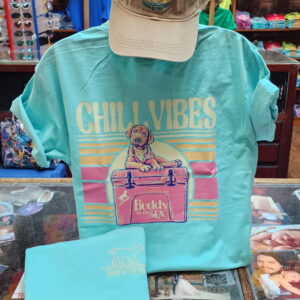 CHILL VIBES
Buddy
by the
SEA